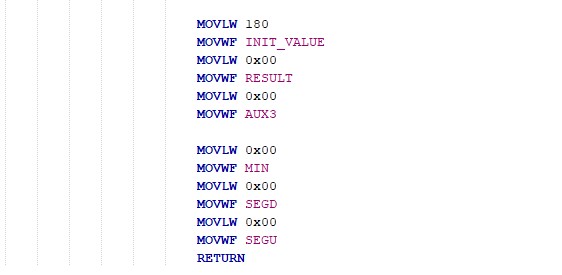 MOVLW 180
MOVWF INIT_VALUE
MOVLW 0x00
MOVWF RESULT
MOVLW 0x00
MOVWF AUX3
MOVLW 0x00
MOVWF MIN
MOVLW 0x00
MOVWF SEGD
MOVLW 0x00
MOVWF SEGU
RETURN